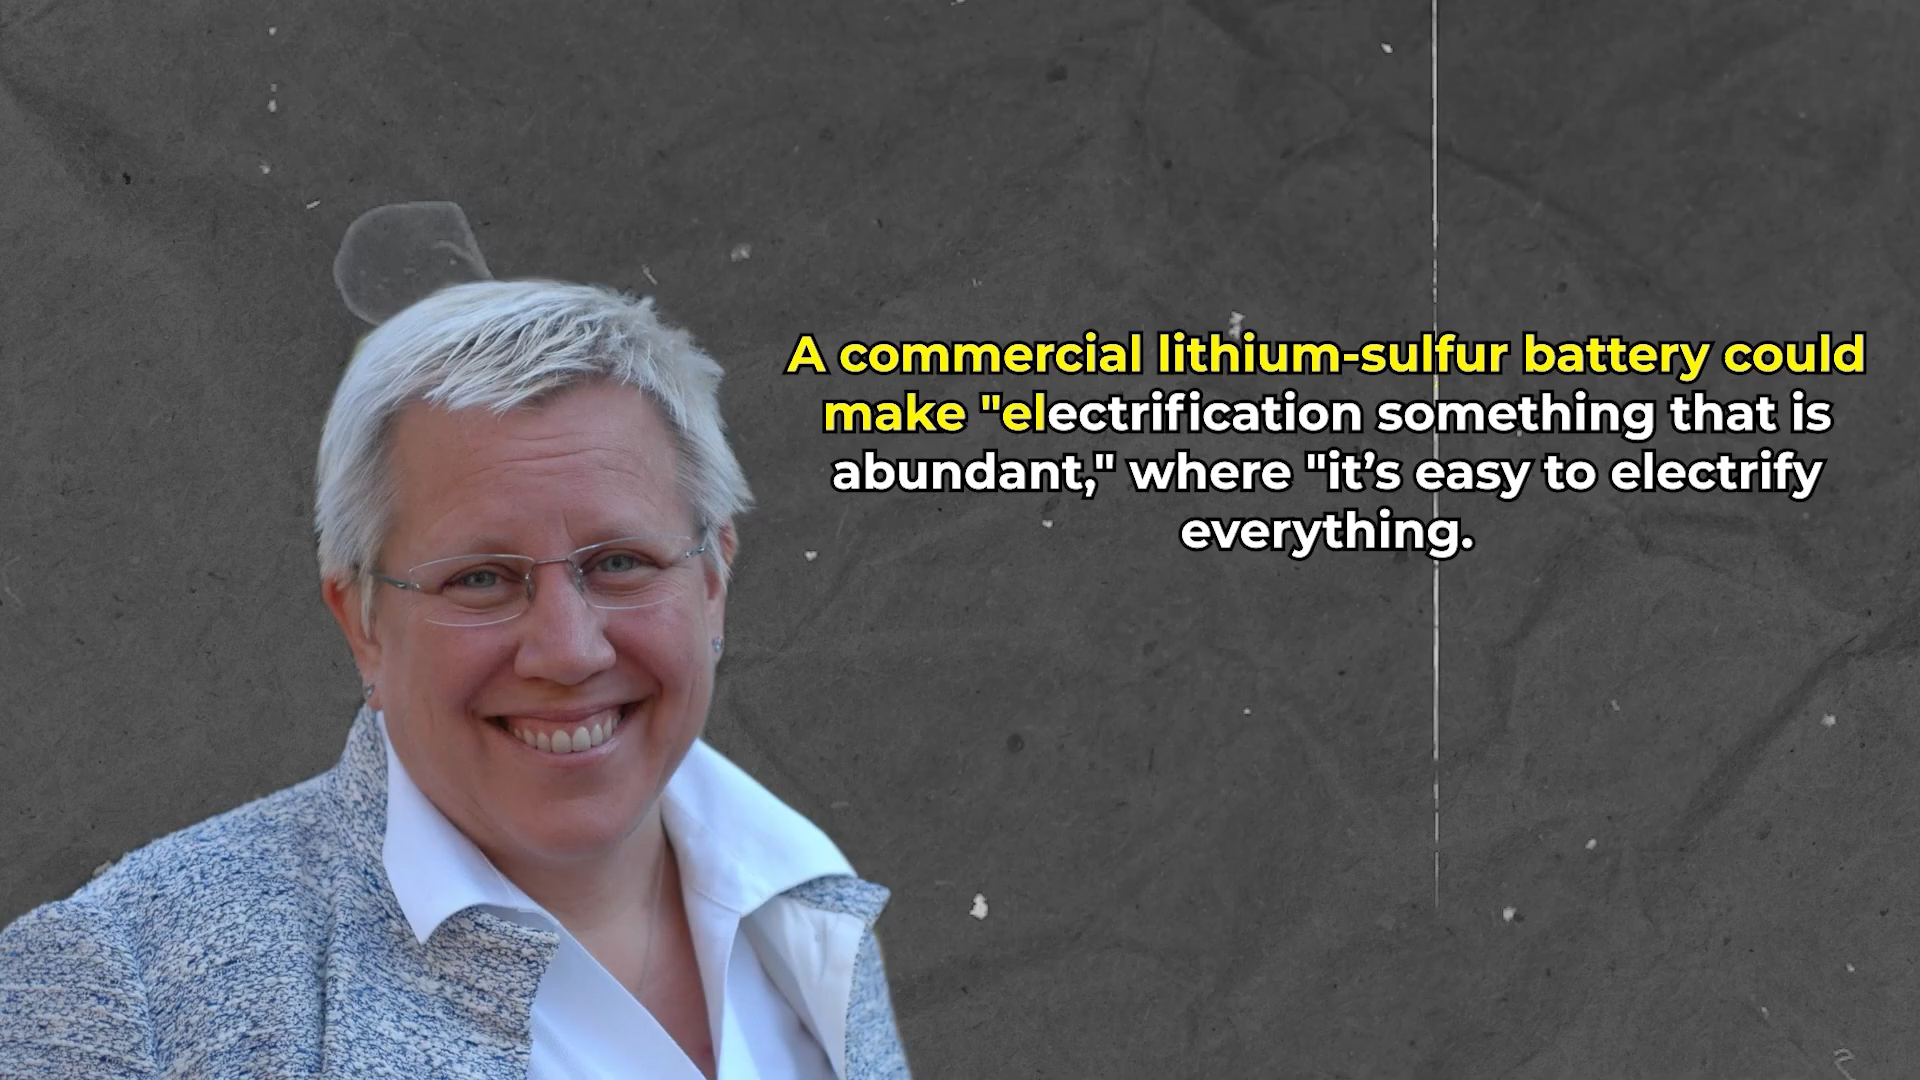 A commercial lithium-sulfur battery could
make "electrification something that is
abundant," where "it’s easy to electrify
everything.